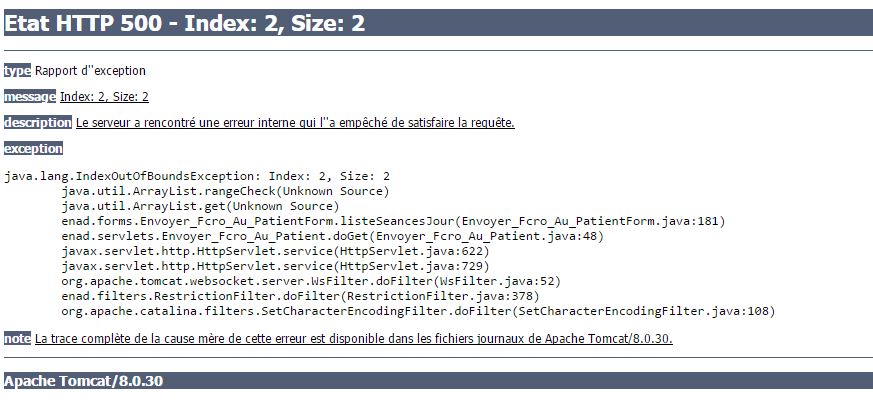 Etat HTTP 500 - Index: 2, Size: 2
type Rapport d''exception
message Index: 2, Size: 2
description Le serveur a rencontré une erreur interne qui l''a empêché de satisfaire la requête.
exception
java.lang.IndexOutOfBoundsException: Index: 2, Size: 2
java.util.ArrayList.rangeCheck(Unknown Source)
java.util.ArrayList.get(Unknown Source)
enad.forms.Envoyer_Fcro_Au_PatientForm.listeSeancesJour(Envoyer_Fcro_Au_PatientForm.java:181)
enad.servlets.Envoyer_Fcro_Au_Patient.doGet(Envoyer_Fcro_Au_Patient.java:48)
javax.servlet.http.HttpServlet.service(HttpServlet.java:622)
javax.servlet.http.HttpServlet.service(HttpServlet.java:729)
org.apache.tomcat.websocket.server.WsFilter.doFilter(WsFilter.java:52)
enad.filters.RestrictionFilter.doFilter(RestrictionFilter.java:378)
org.apache.catalina.filters.SetCharacterEncodingFilter.doFilter(SetCharacterEncodingFilter.java:108)
note La trace complète de la cause mère de cette erreur est disponible dans les fichiers journaux de Apache Tomcat/8.0.30.
Apache Tomcat/8.0.30